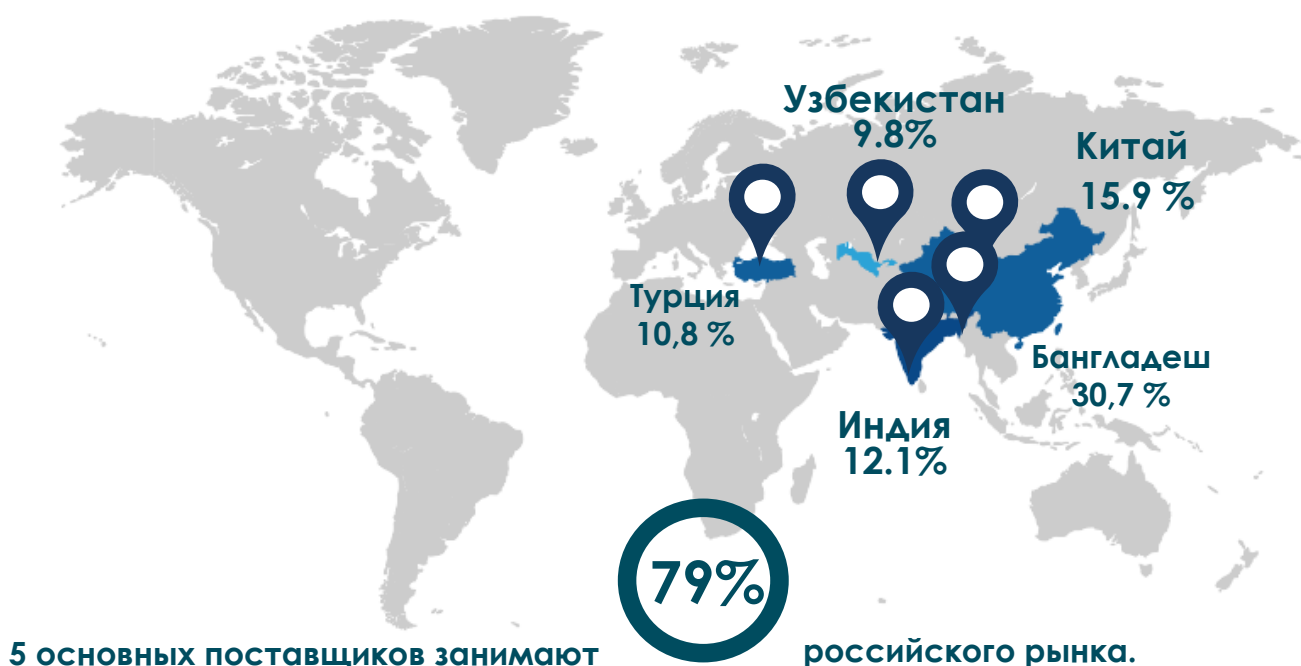 Узбекистан
9.8%
Китай
15.9 %
Турция
10,8 %
Бангладеш
30,7 %
Индия
12.1%
79%
5 основных поставщиков занимают
российского рынка.